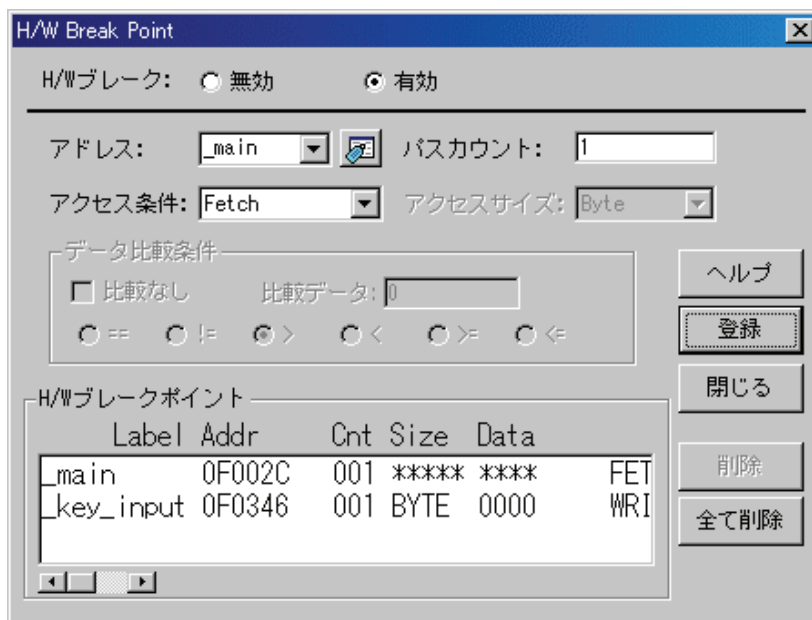 H/W Break Point
H/Wブレーク: 無効 有効
アドレス: _main パスカウント: 1
アクセス条件: Fetch アクセスサイズ: Byte
データ比較条件
比較なし 比較データ: 0
== != > < >= <=
ヘルプ
登録
閉じる
H/Wブレークポイント
Label Addr Cnt Size Data
_main 0F002C 001 ***** **** FET
_key_input 0F0346 001 BYTE 0000 WRI
削除
全て削除